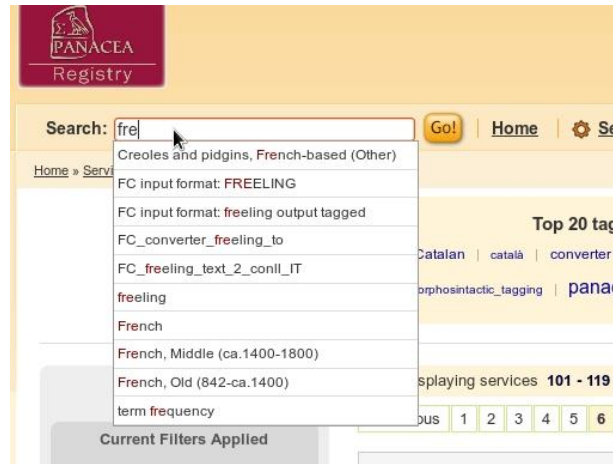 PANACEA
Registry
Search: fre Go! | Home |
Creoles and pidgins, French-based (Other)
Home » Servi
FC input format: FREELING
FC input format: freeling output tagged
Top 20 tag
FC_converter_freeling_to
Catalan | català | converter
FC_freeling_text_2_conll_IT
orphosintactic_tagging | pana
freeling
French
French, Middle (ca.1400-1800)
French, Old (842-ca.1400)
splaying services 101 - 119
term frequency
ous 1 2 3 4 5 6
Current Filters Applied